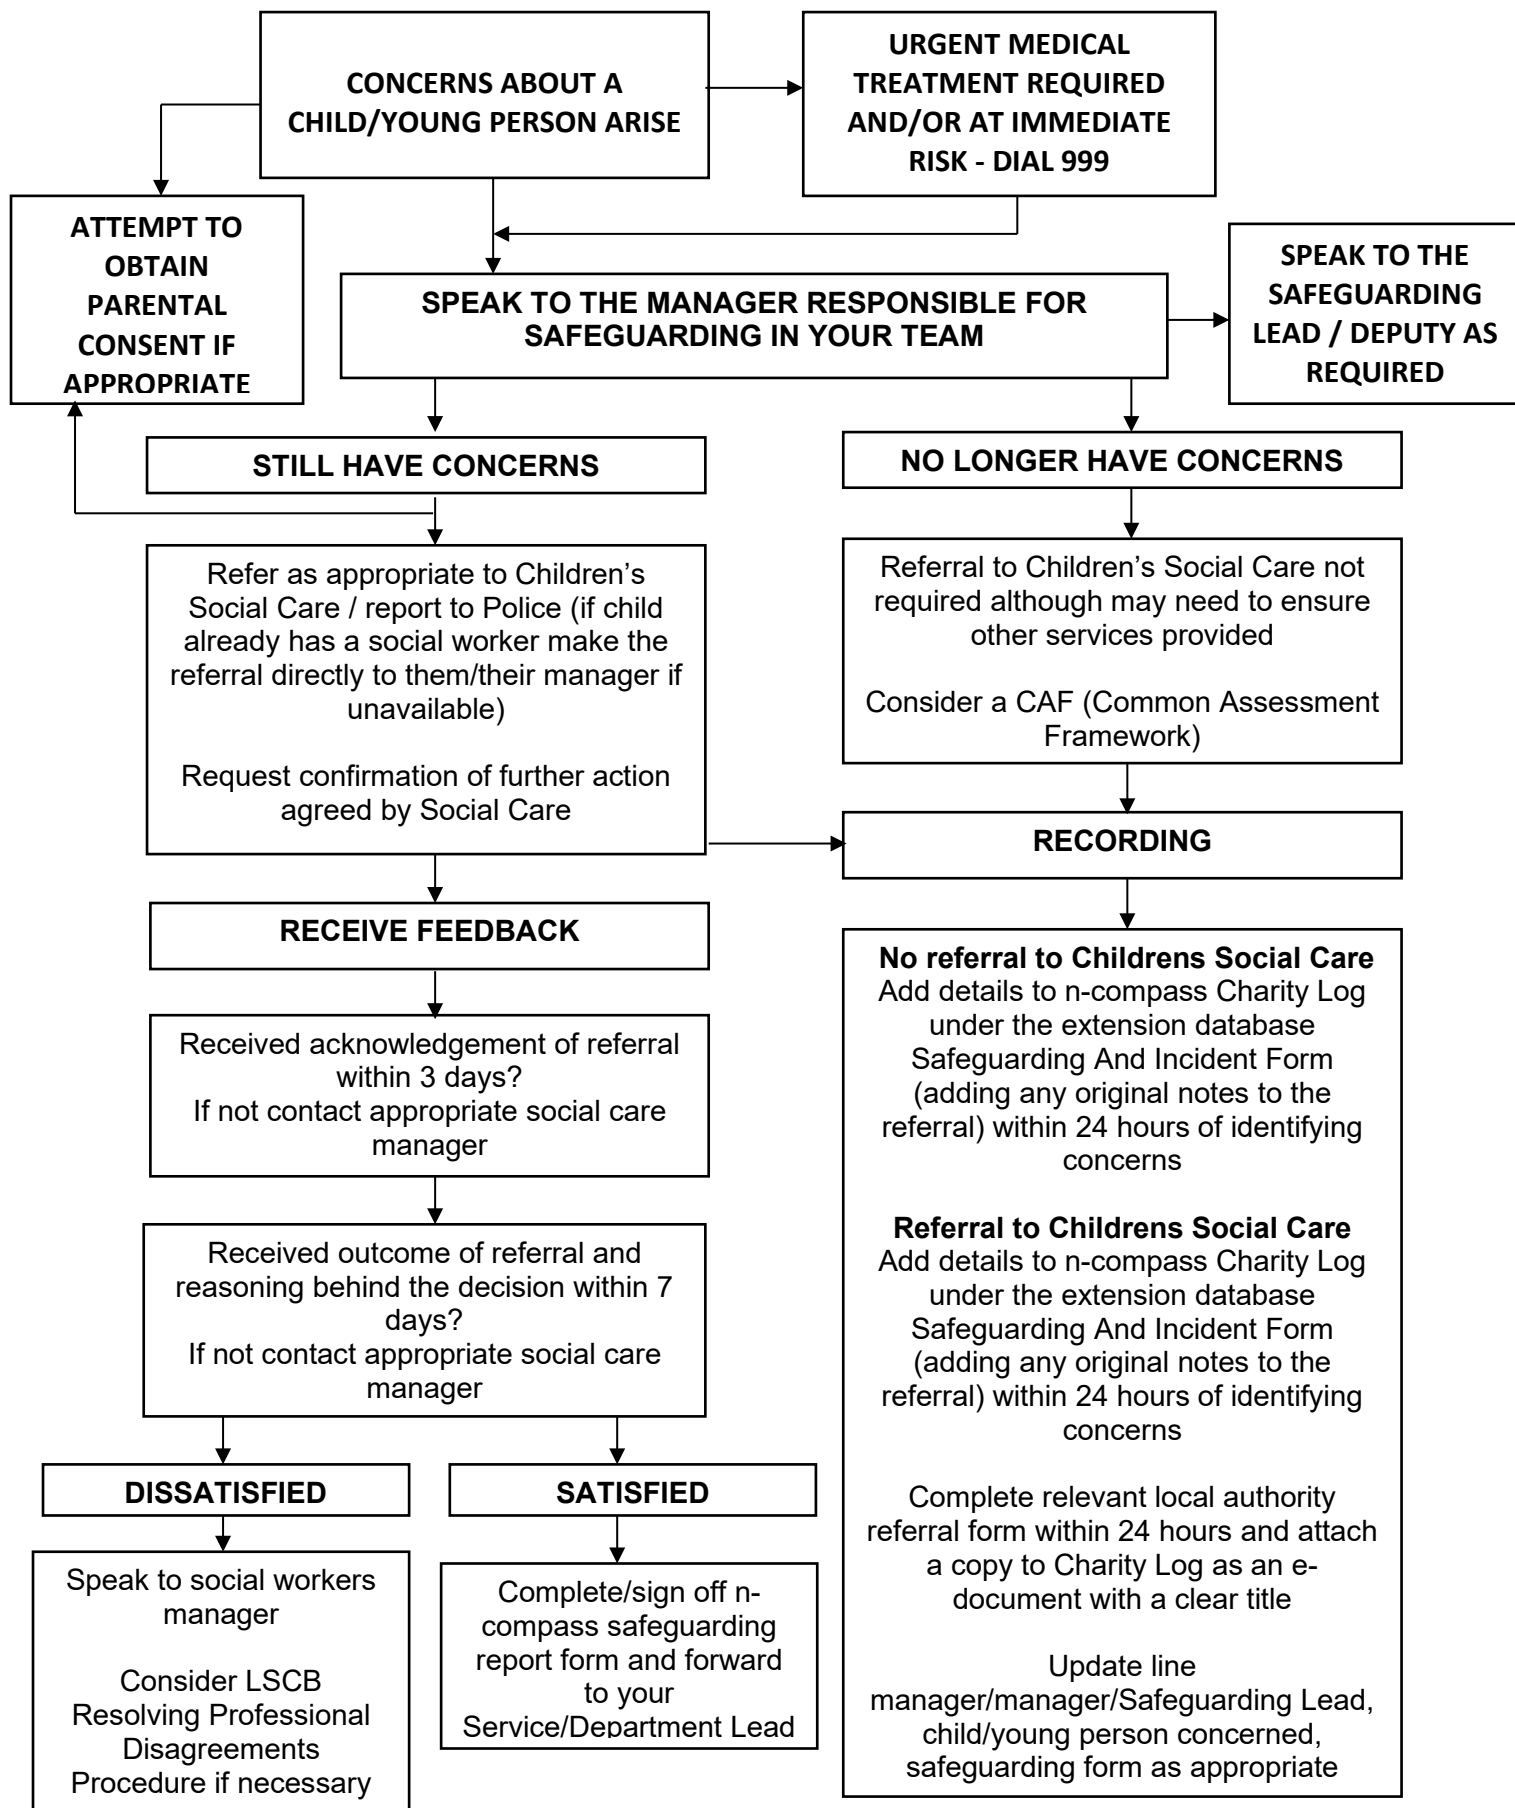 CONCERNS ABOUT A
CHILD/YOUNG PERSON ARISE
URGENT MEDICAL
TREATMENT REQUIRED
AND/OR AT IMMEDIATE
RISK - DIAL 999
ATTEMPT TO
OBTAIN
PARENTAL
CONSENT IF
APPROPRIATE
SPEAK TO THE MANAGER RESPONSIBLE FOR
SAFEGUARDING IN YOUR TEAM
SPEAK TO THE
SAFEGUARDING
LEAD / DEPUTY AS
REQUIRED
STILL HAVE CONCERNS
NO LONGER HAVE CONCERNS
Refer as appropriate to Children’s
Social Care / report to Police (if child
already has a social worker make the
referral directly to them/their manager if
unavailable)
Request confirmation of further action
agreed by Social Care
Referral to Children’s Social Care not
required although may need to ensure
other services provided
Consider a CAF (Common Assessment
Framework)
RECORDING
RECEIVE FEEDBACK
Received acknowledgement of referral
within 3 days?
If not contact appropriate social care
manager
Received outcome of referral and
reasoning behind the decision within 7
days?
If not contact appropriate social care
manager
DISSATISFIED
SATISFIED
Speak to social workers
manager
Consider LSCB
Resolving Professional
Disagreements
Procedure if necessary
Complete/sign off n-
compass safeguarding
report form and forward
to your
Service/Department Lead
No referral to Childrens Social Care
Add details to n-compass Charity Log
under the extension database
Safeguarding And Incident Form
(adding any original notes to the
referral) within 24 hours of identifying
concerns
Referral to Childrens Social Care
Add details to n-compass Charity Log
under the extension database
Safeguarding And Incident Form
(adding any original notes to the
referral) within 24 hours of identifying
concerns
Complete relevant local authority
referral form within 24 hours and attach
a copy to Charity Log as an e-
document with a clear title
Update line
manager/manager/Safeguarding Lead,
child/young person concerned,
safeguarding form as appropriate